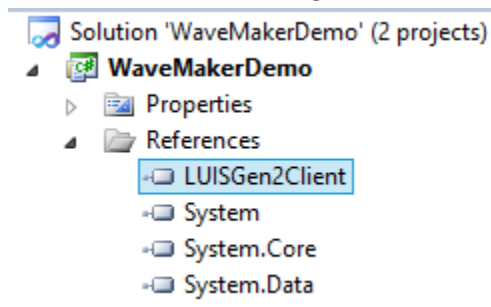 Solution 'WaveMakerDemo' (2 projects)
WaveMakerDemo
Properties
References
LUISGen2Client
System
System.Core
System.Data